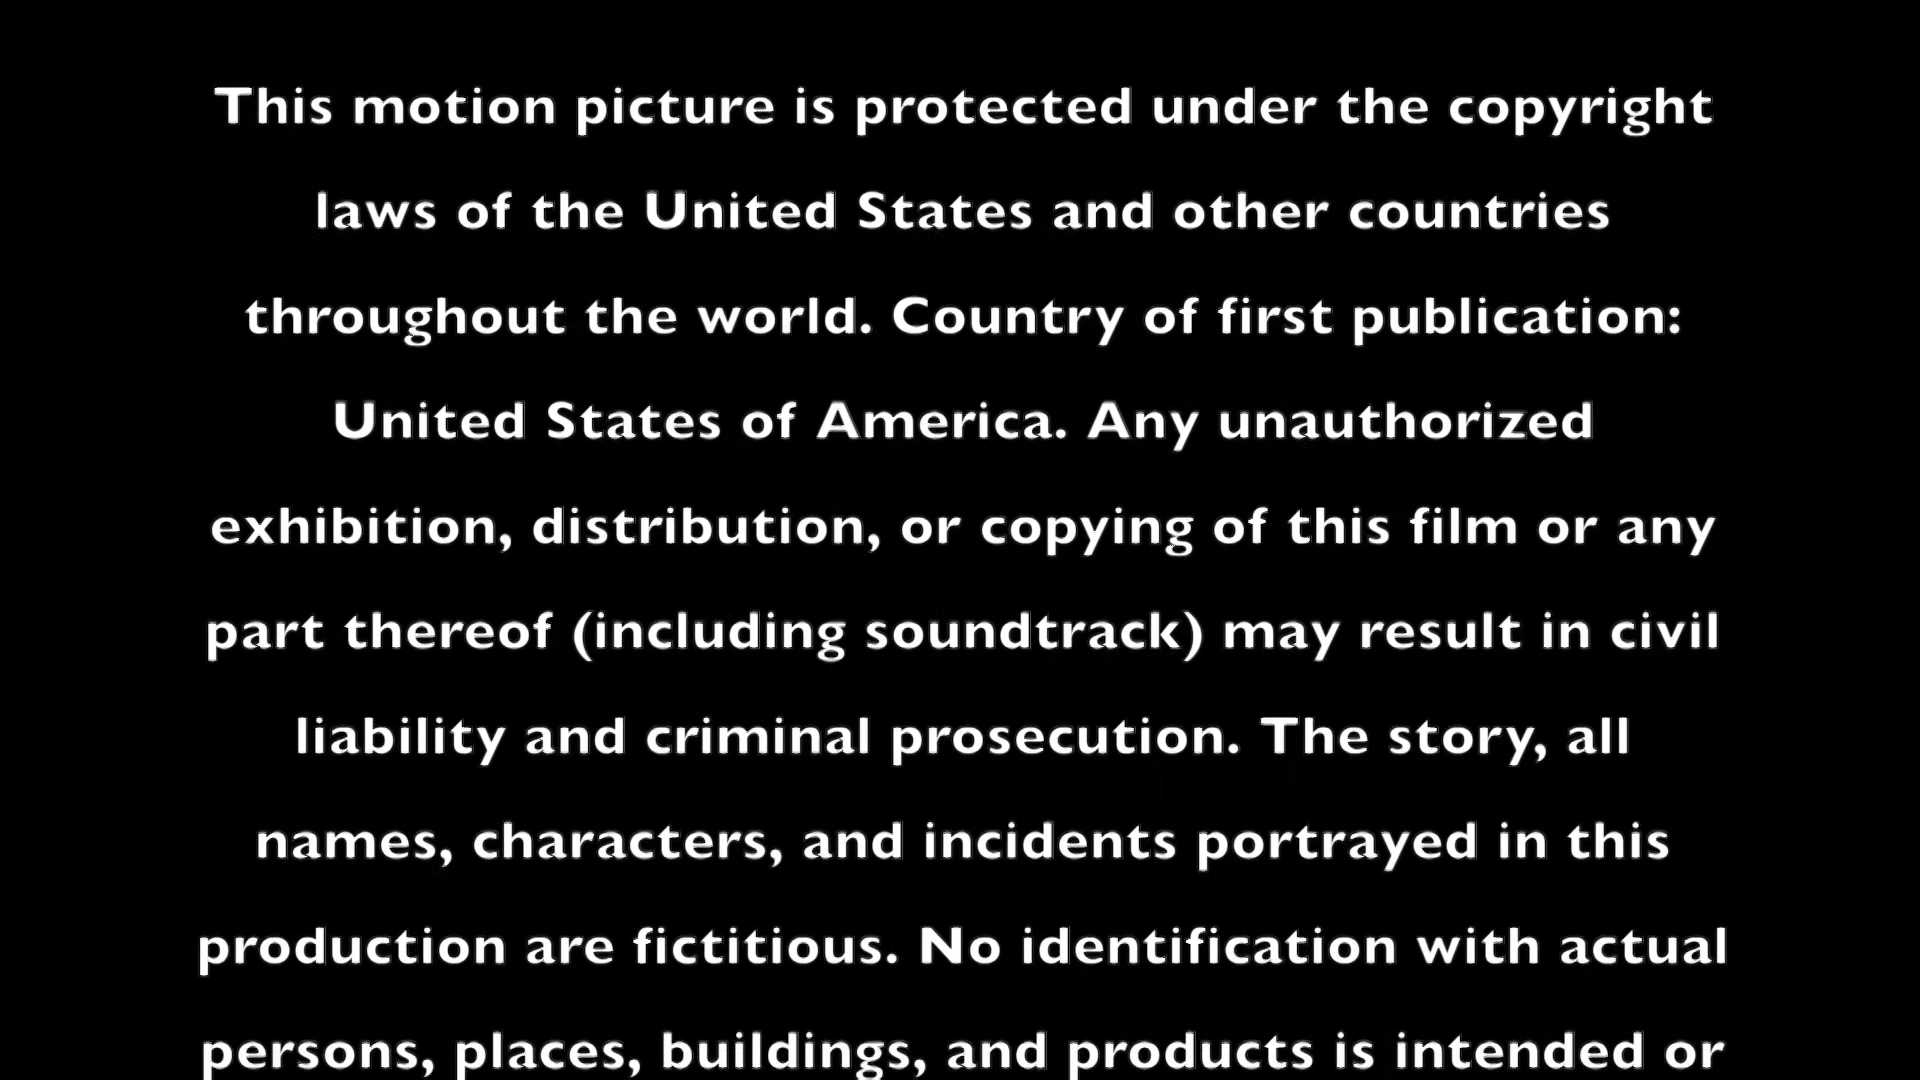 This motion picture is protected under the copyright
laws of the United States and other countries
throughout the world. Country of first publication:
United States of America. Any unauthorized
exhibition, distribution, or copying of this film or any
part thereof (including soundtrack) may result in civil
liability and criminal prosecution. The story, all
names, characters, and incidents portrayed in this
production are fictitious. No identification with actual
persons, places, buildings, and products is intended or